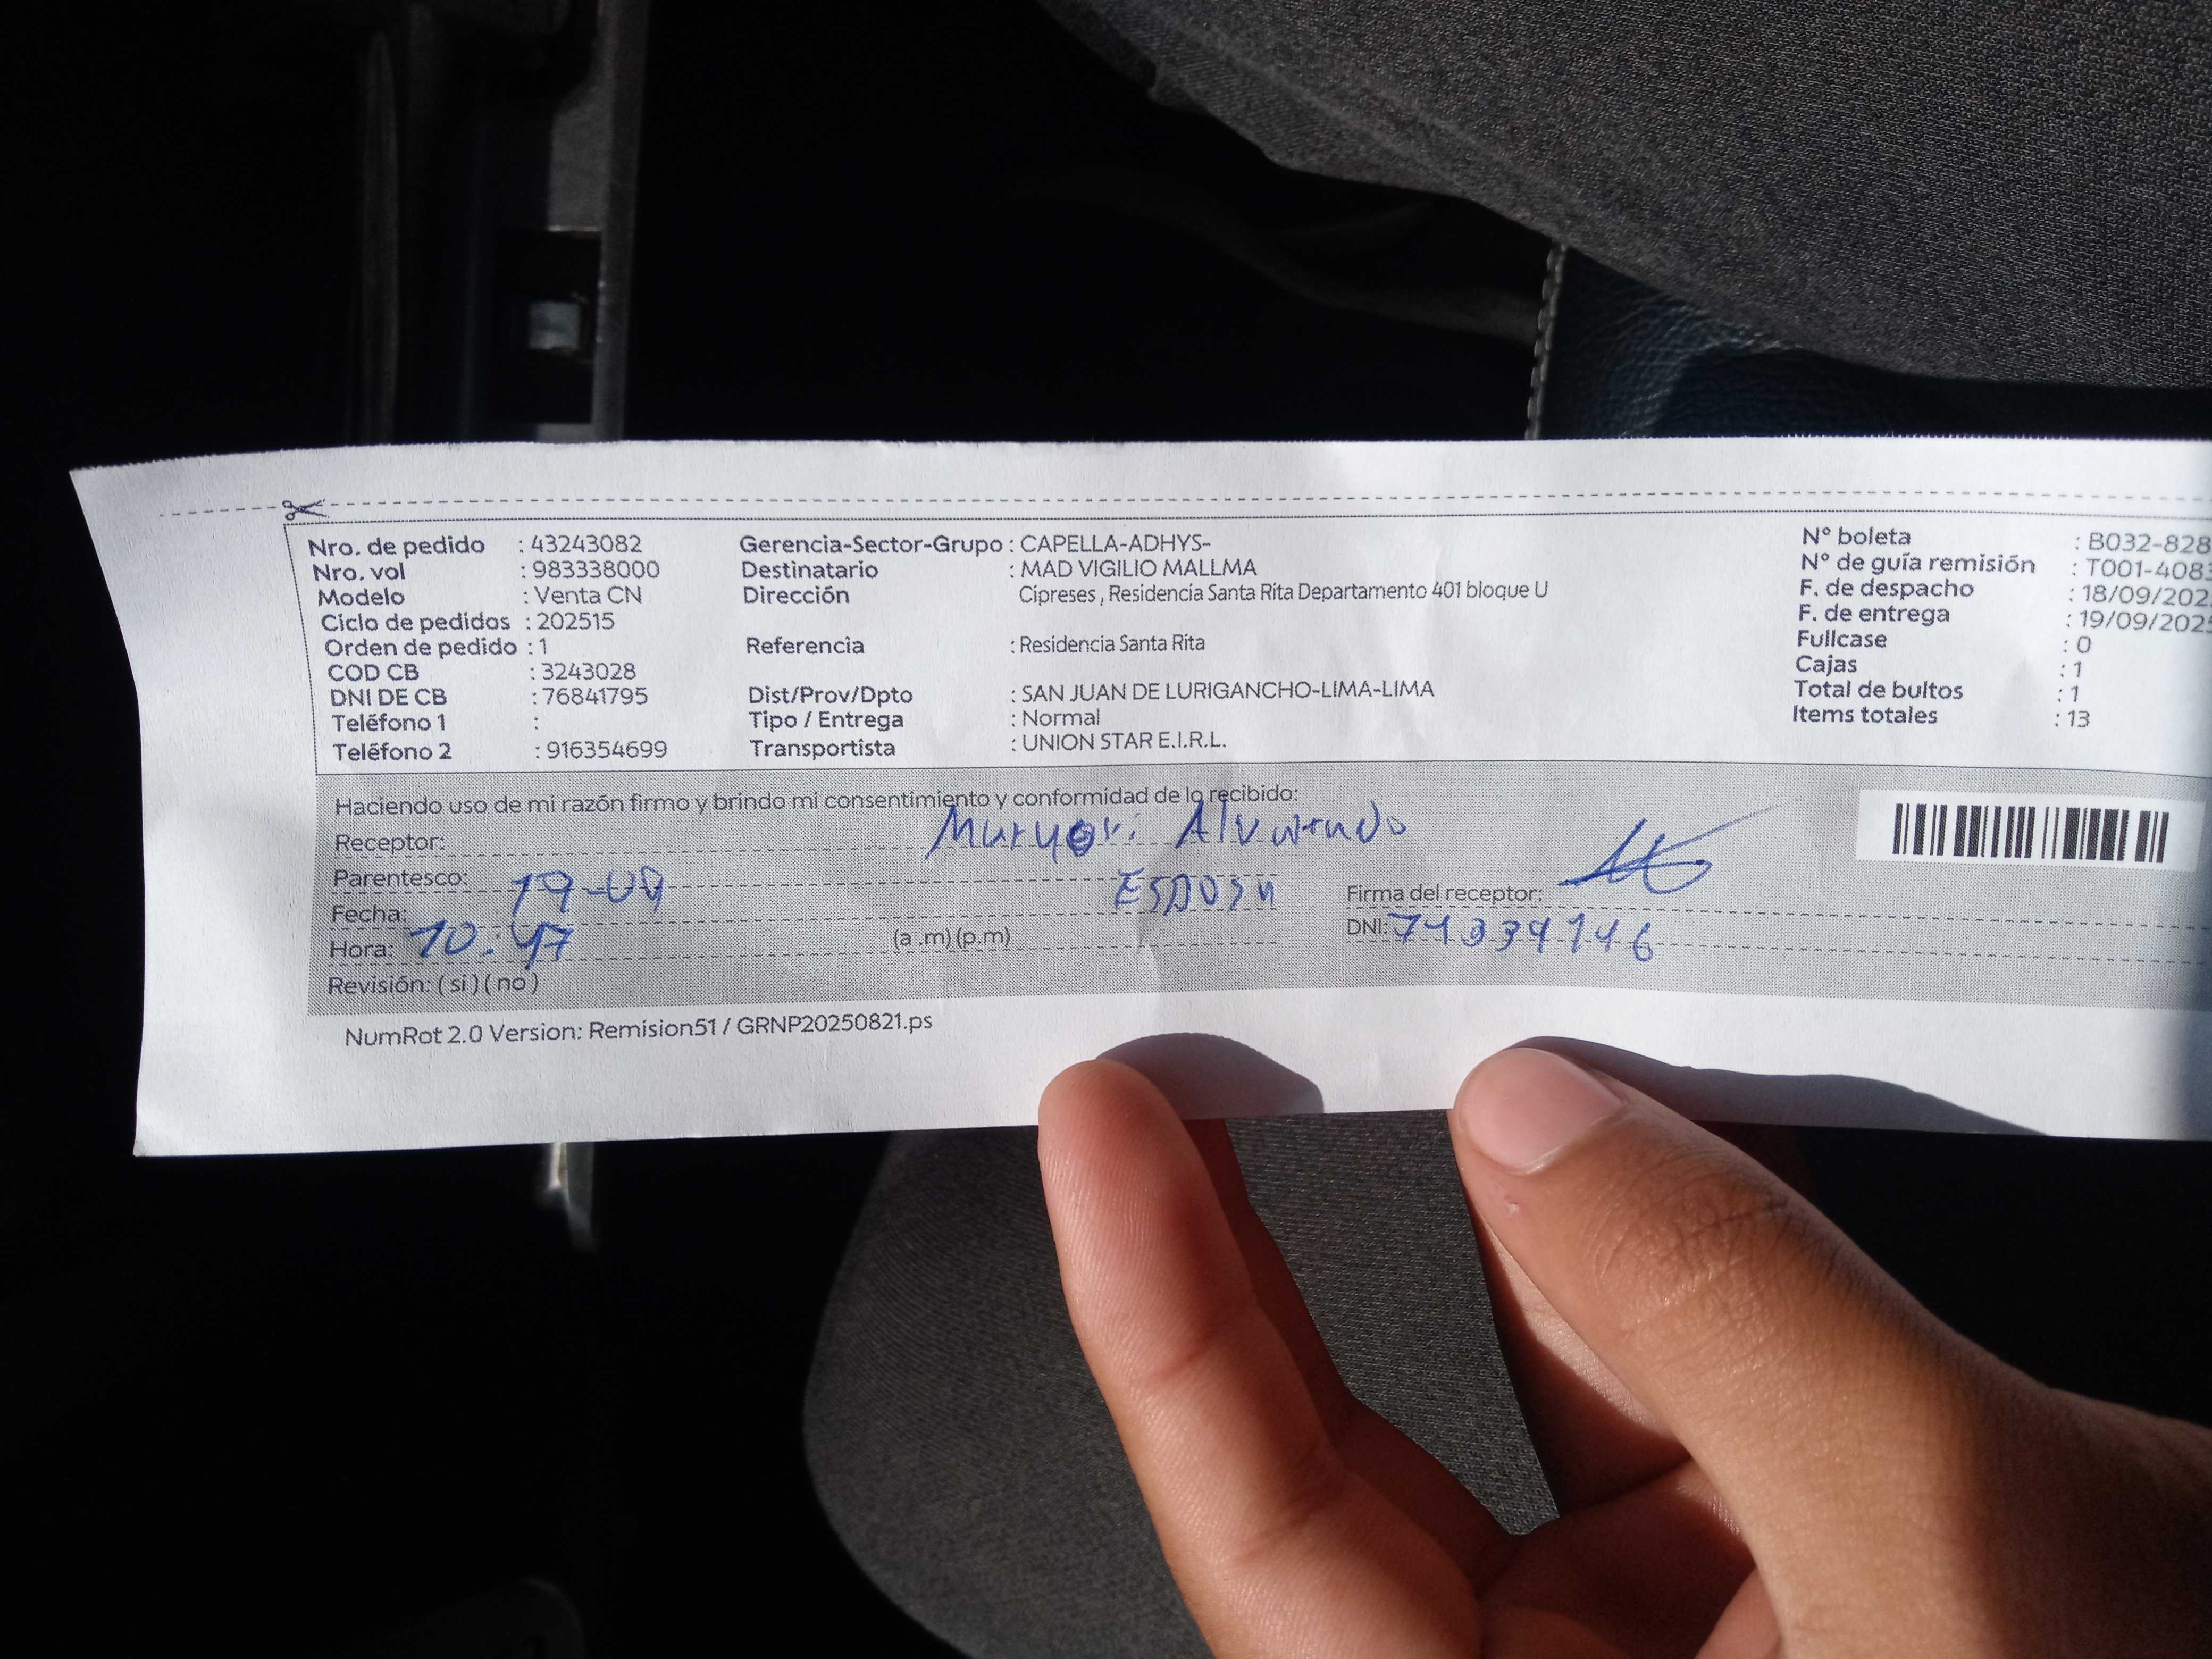 Nro. de pedido : 43243082 Gerencia-Sector-Grupo : CAPELLA-ADHYS- N° boleta : B032-828
Nro. vol : 983338000 Destinatario : MAD VIGILIO MALLMA N° de guía remisión : T001-408
Modelo : Venta CN Dirección Cipreses , Residencia Santa Rita Departamento 401 bloque U F. de despacho : 18/09/202
Ciclo de pedidos : 202515 F. de entrega : 19/09/2025
Orden de pedido : 1 Referencia : Residencia Santa Rita Fullcase : 0
COD CB : 3243028 Cajas : 1
DNI DE CB : 76841795 Dist/Prov/Dpto : SAN JUAN DE LURIGANCHO-LIMA-LIMA Total de bultos : 1
Teléfono 1 : Tipo / Entrega : Normal Items totales : 13
Teléfono 2 : 916354699 Transportista : UNION STAR E.I.R.L.
Haciendo uso de mi razón firmo y brindo mi consentimiento y conformidad de lo recibido:
Receptor: Muryori Alvarado
Parentesco: Esposa
Fecha: 19-09 Firma del receptor:
Hora: 10:47 (a .m) (p.m) DNI:
Revisión: ( si ) ( no )
NumRot 2.0 Version: Remision51 / GRNP20250821.ps